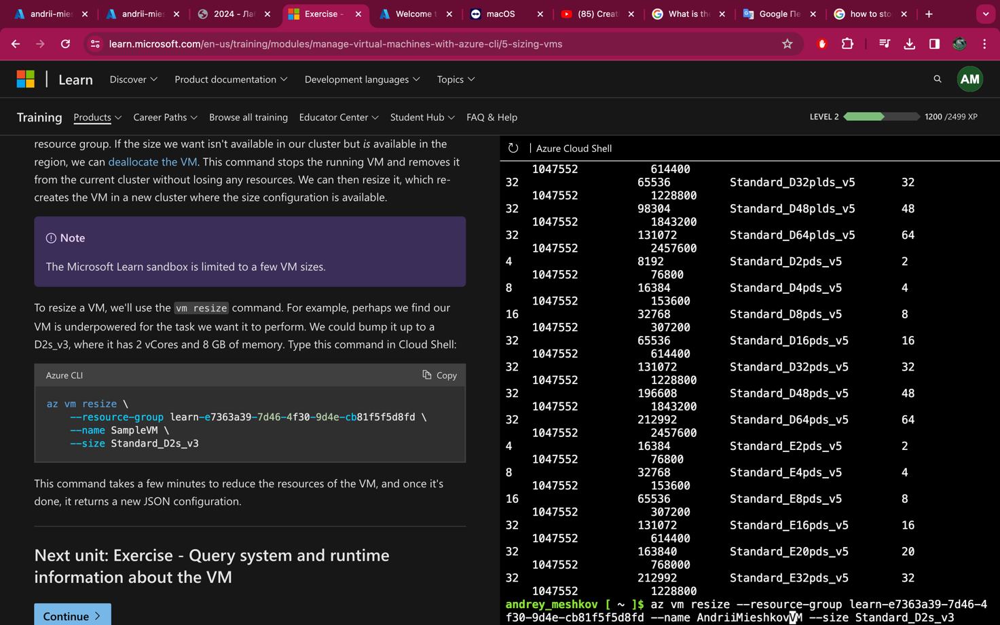 andrii-mies
andrii-mies
2024 - Ла
Exercise -
Welcome t
macOS
(85) Creat
What is the
Google Пе
how to sto
learn.microsoft.com/en-us/training/modules/manage-virtual-machines-with-azure-cli/5-sizing-vms
Learn Discover Product documentation Development languages Topics AM
Training Products Career Paths Browse all training Educator Center Student Hub FAQ & Help LEVEL 2 1200 /2499 XP
resource group. If the size we want isn't available in our cluster but is available in the
region, we can deallocate the VM. This command stops the running VM and removes it
from the current cluster without losing any resources. We can then resize it, which re-
creates the VM in a new cluster where the size configuration is available.
Note
The Microsoft Learn sandbox is limited to a few VM sizes.
To resize a VM, we'll use the vm resize command. For example, perhaps we find our
VM is underpowered for the task we want it to perform. We could bump it up to a
D2s_v3, where it has 2 vCores and 8 GB of memory. Type this command in Cloud Shell:
Azure CLI Copy
az vm resize \
--resource-group learn-e7363a39-7d46-4f30-9d4e-cb81f5f5d8fd \
--name SampleVM \
--size Standard_D2s_v3
This command takes a few minutes to reduce the resources of the VM, and once it's
done, it returns a new JSON configuration.
Next unit: Exercise - Query system and runtime
information about the VM
Continue
Azure Cloud Shell
1047552 614400
32 65536 Standard_D32plds_v5 32
1047552 1228800
32 98304 Standard_D48plds_v5 48
1047552 1843200
32 131072 Standard_D64plds_v5 64
1047552 2457600
4 8192 Standard_D2pds_v5 2
1047552 76800
8 16384 Standard_D4pds_v5 4
1047552 153600
16 32768 Standard_D8pds_v5 8
1047552 307200
32 65536 Standard_D16pds_v5 16
1047552 614400
32 131072 Standard_D32pds_v5 32
1047552 1228800
32 196608 Standard_D48pds_v5 48
1047552 1843200
32 212992 Standard_D64pds_v5 64
1047552 2457600
4 16384 Standard_E2pds_v5 2
1047552 76800
8 32768 Standard_E4pds_v5 4
1047552 153600
16 65536 Standard_E8pds_v5 8
1047552 307200
32 131072 Standard_E16pds_v5 16
1047552 614400
32 163840 Standard_E20pds_v5 20
1047552 768000
32 212992 Standard_E32pds_v5 32
1047552 1228800
andrey_meshkov [ ~ ]$ az vm resize --resource-group learn-e7363a39-7d46-4
f30-9d4e-cb81f5f5d8fd --name AndriiMieshkovVM --size Standard_D2s_v3